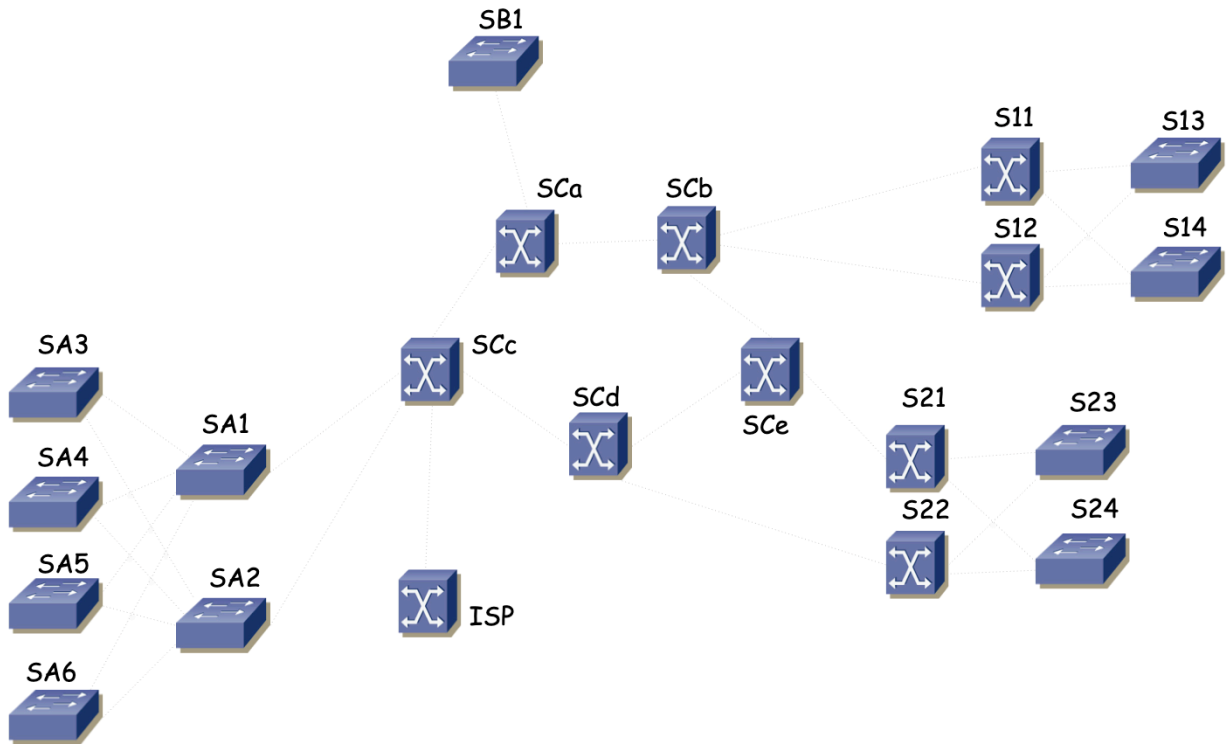 SB1
S11
S13
SCa
SCb
S12
S14
SA3
SCc
SCd
SCe
S21
S23
SA1
SA4
S22
S24
SA5
SA2
ISP
SA6